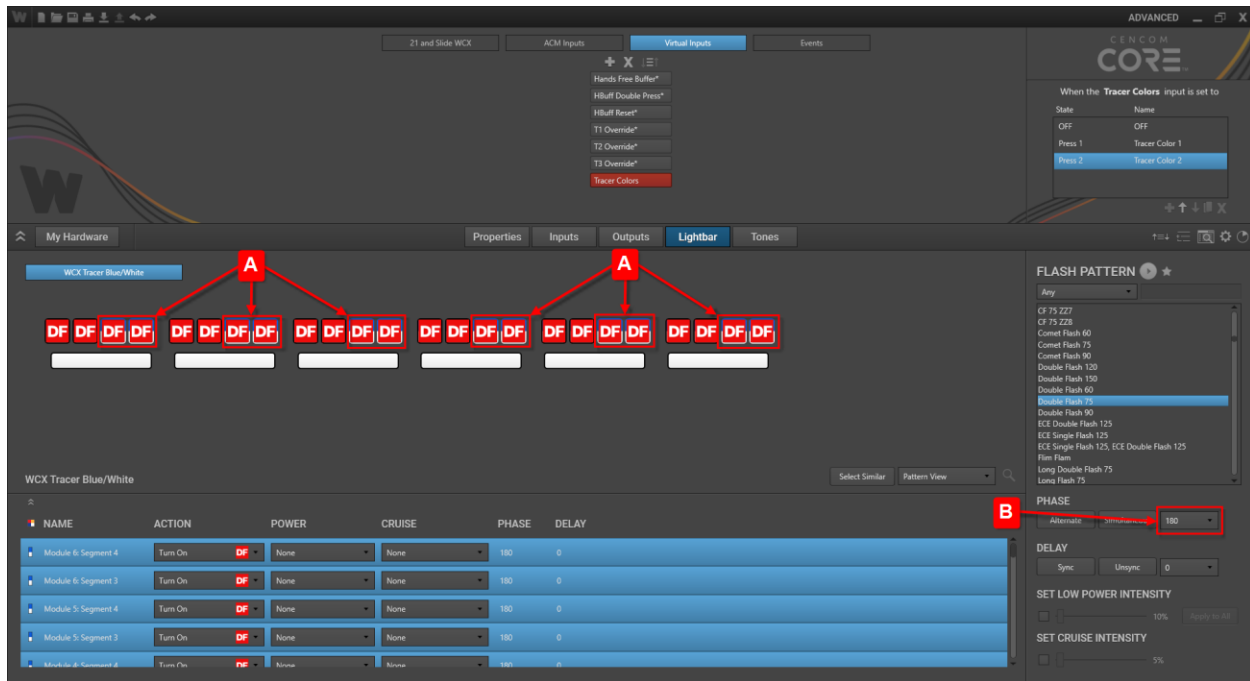 W
ADVANCED
21 and Slide WCX ACM Inputs Virtual Inputs Events
Hands Free Buffer*
HBuff Double Press*
HBuff Reset*
T1 Override*
T2 Override*
T3 Override*
Tracer Colors
CENCOM
CORE
When the Tracer Colors input is set to
State Name
OFF OFF
Press 1 Tracer Color 1
Press 2 Tracer Color 2
W
My Hardware Properties Inputs Outputs Lightbar Tones
WCX Tracer Blue/White
A A
DF DF DF DF DF DF DF DF DF DF DF DF DF DF DF DF DF DF DF DF DF DF DF DF
WCX Tracer Blue/White Select Similar Pattern View
NAME ACTION POWER CRUISE PHASE DELAY
Module 6: Segment 4 Turn On DF None None 180 0
Module 6: Segment 3 Turn On DF None None 180 0
Module 5: Segment 4 Turn On DF None None 180 0
Module 5: Segment 3 Turn On DF None None 180 0
Module 4: Segment 4 Turn On DF None None 180 0
FLASH PATTERN
Any
CF 75 ZZ7
CF 75 ZZ8
Comet Flash 60
Comet Flash 75
Comet Flash 90
Double Flash 120
Double Flash 150
Double Flash 60
Double Flash 75
Double Flash 90
ECE Double Flash 125
ECE Single Flash 125
ECE Single Flash 125, ECE Double Flash 125
Flim Flam
Long Double Flash 75
Long Flash 75
PHASE
B
Alternate Simultaneous 180
DELAY
Sync Unsync 0
SET LOW POWER INTENSITY
10% Apply to All
SET CRUISE INTENSITY
5%